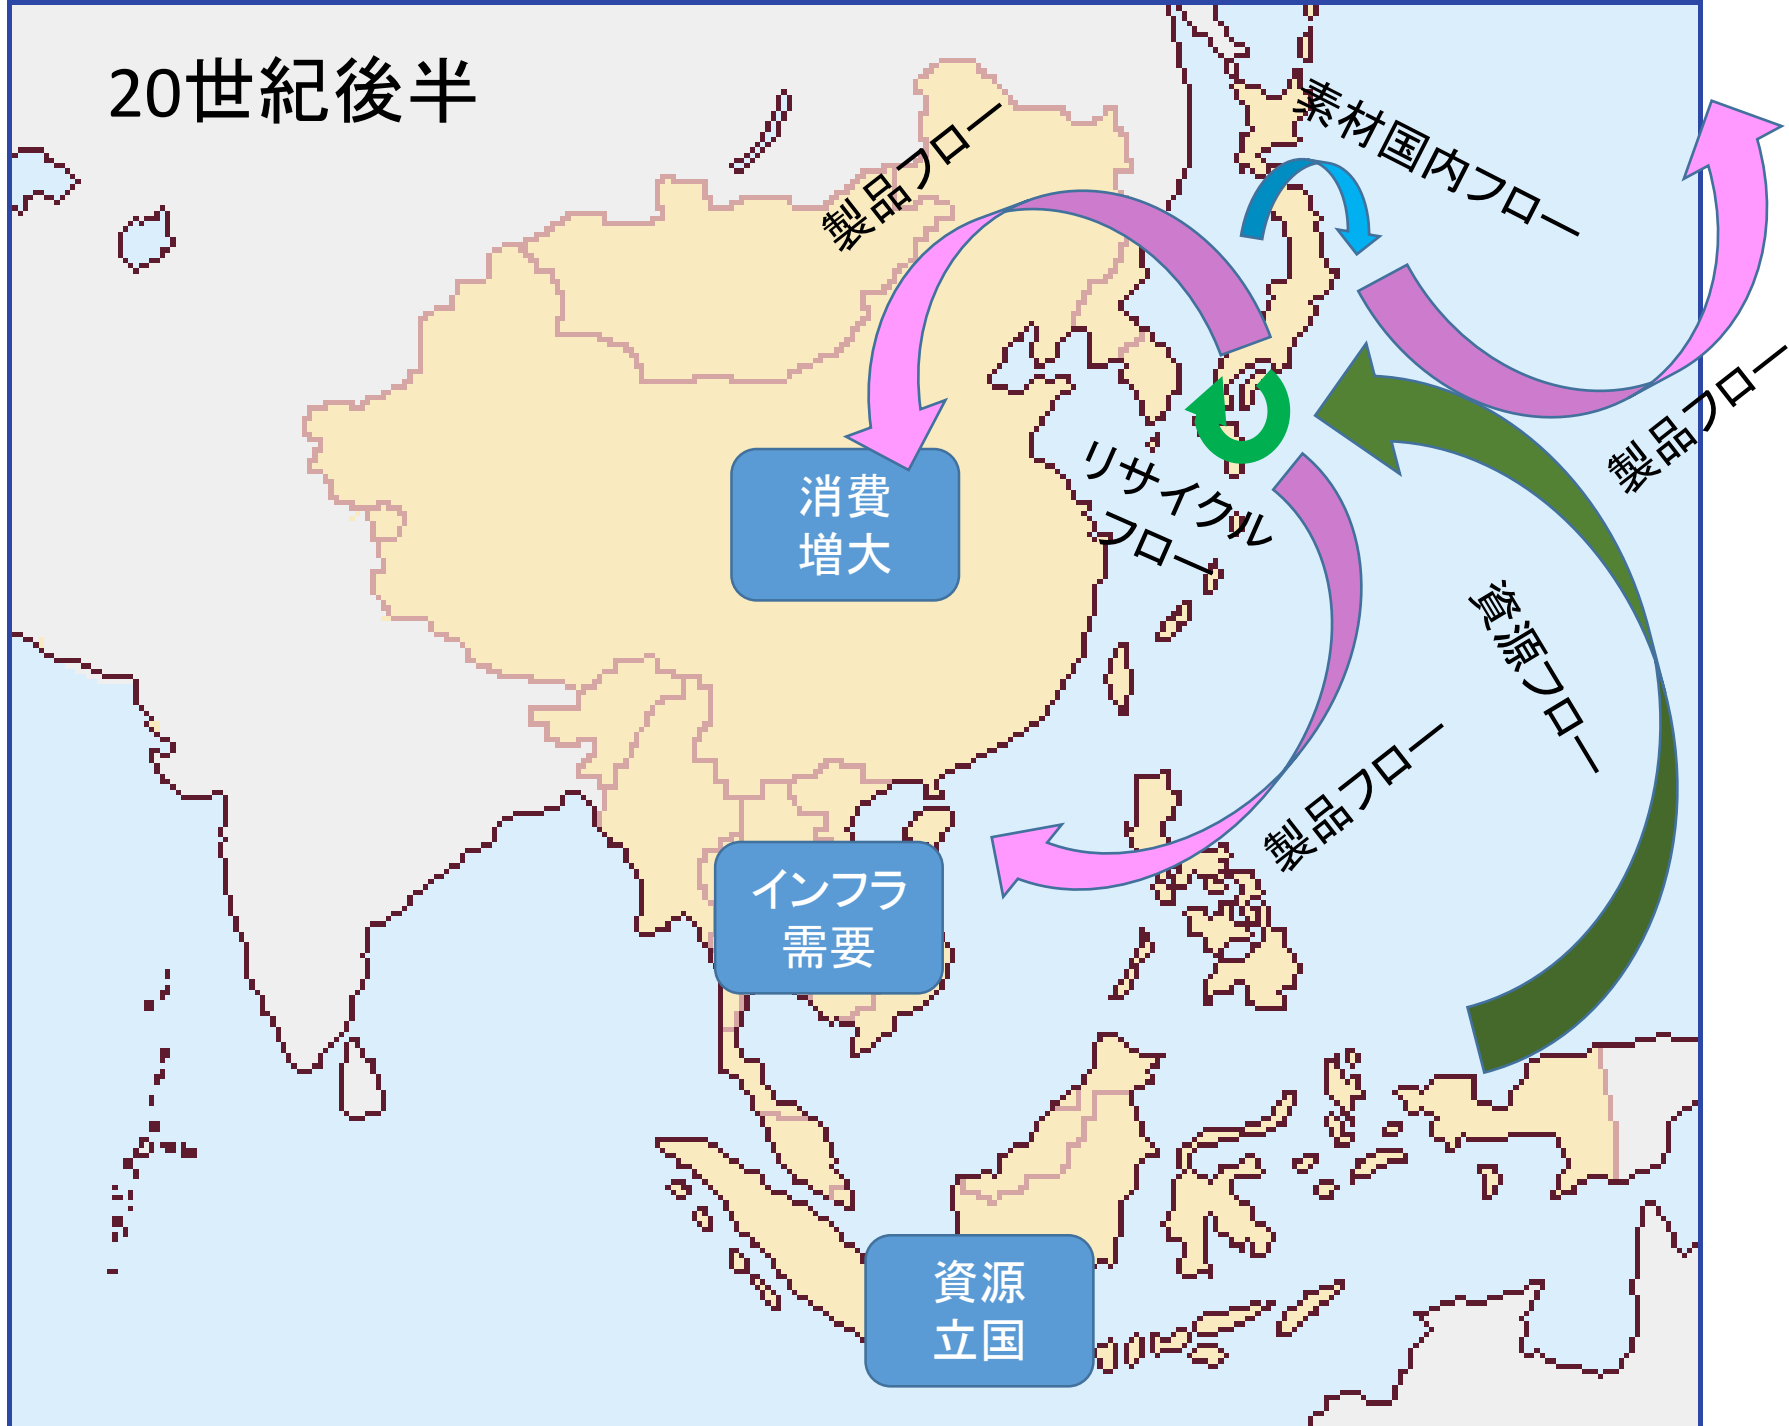 20世紀後半
素材国内フロー
製品フロー
製品フロー
リサイクル
フロー
消費
増大
資源フロー
製品フロー
インフラ
需要
資源
立国